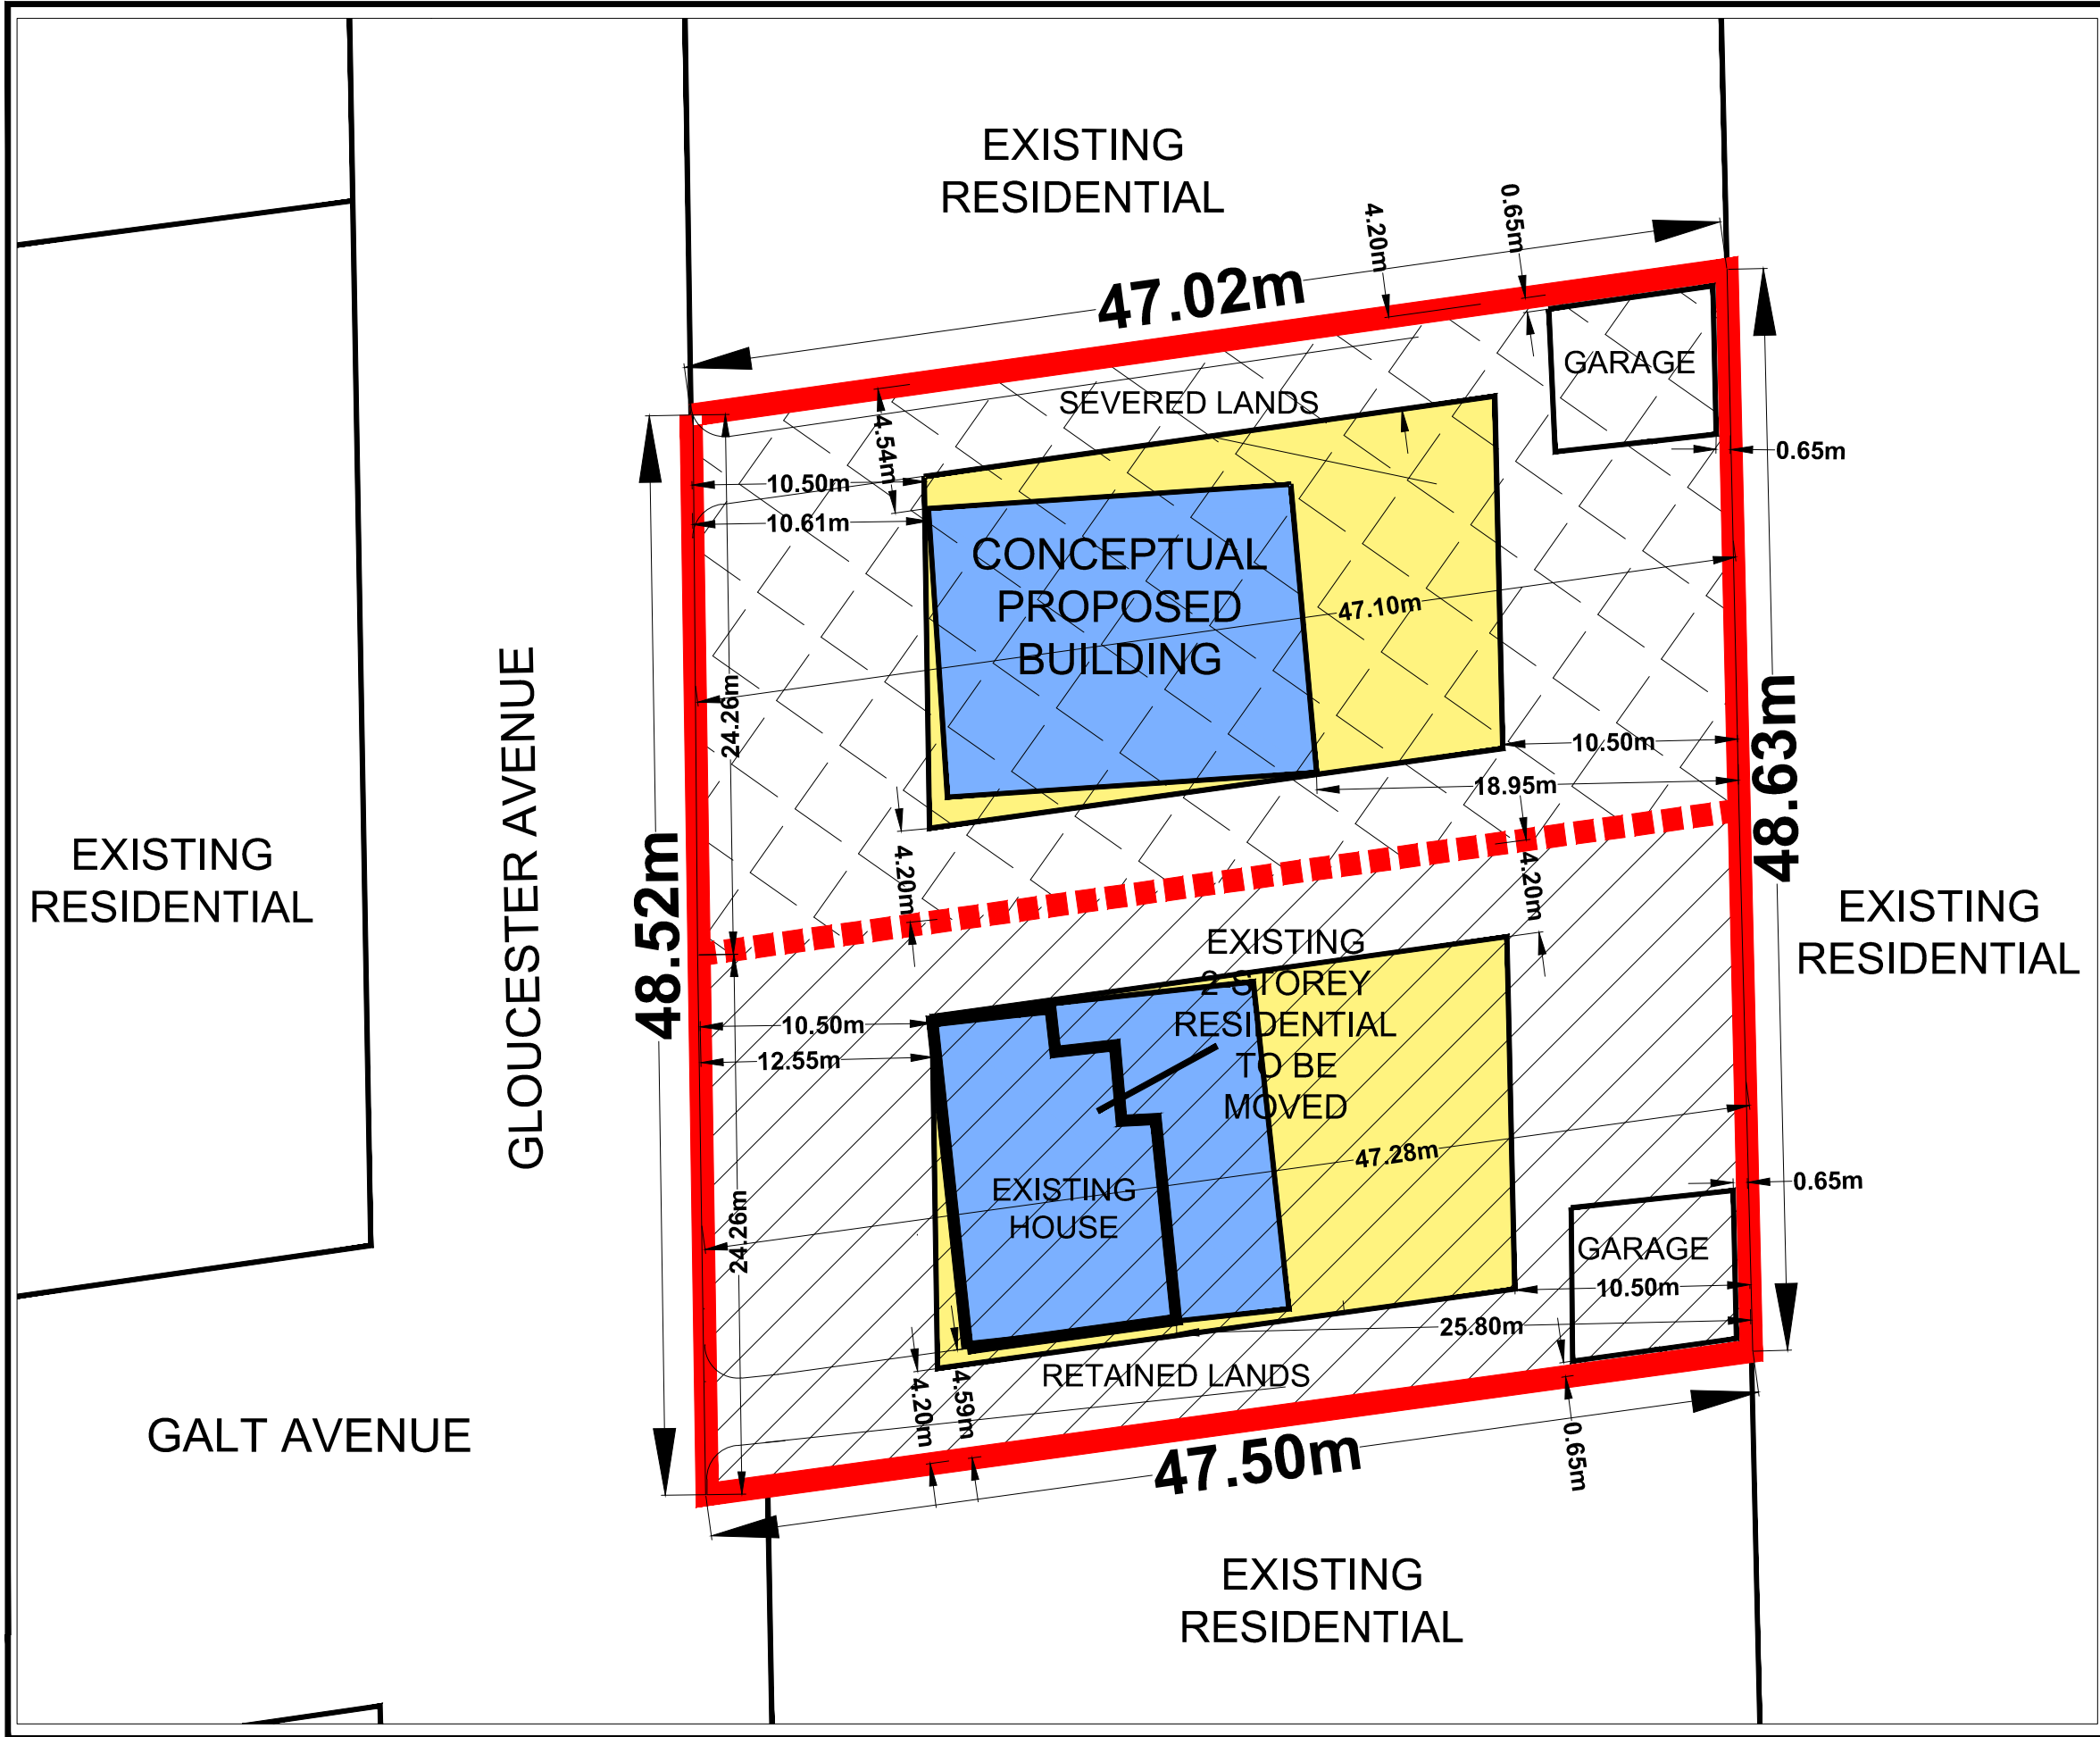 EXISTING
RESIDENTIAL
0.65m
4.20m
47.02m
GARAGE
SEVERED LANDS
4.54m
0.65m
10.50m
10.61m
CONCEPTUAL
PROPOSED
BUILDING
47.10m
24.26m
10.50m
18.95m
48.63m
GLOUCESTER AVENUE
EXISTING
RESIDENTIAL
48.52m
4.20m
4.20m
EXISTING
RESIDENTIAL
EXISTING
2 STOREY
RESIDENTIAL
TO BE
MOVED
10.50m
12.55m
47.28m
EXISTING
HOUSE
24.26m
0.65m
GARAGE
10.50m
25.80m
RETAINED LANDS
4.20m
4.59m
GALT AVENUE
47.50m
0.65m
EXISTING
RESIDENTIAL